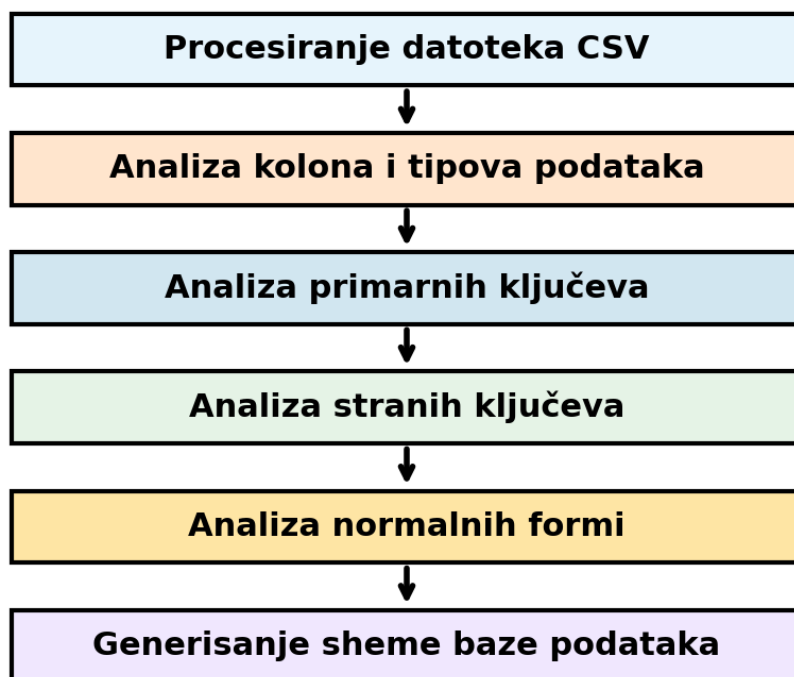 Procesiranje datoteka CSV
Analiza kolona i tipova podataka
Analiza primarnih ključeva
Analiza stranih ključeva
Analiza normalnih formi
Generisanje sheme baze podataka